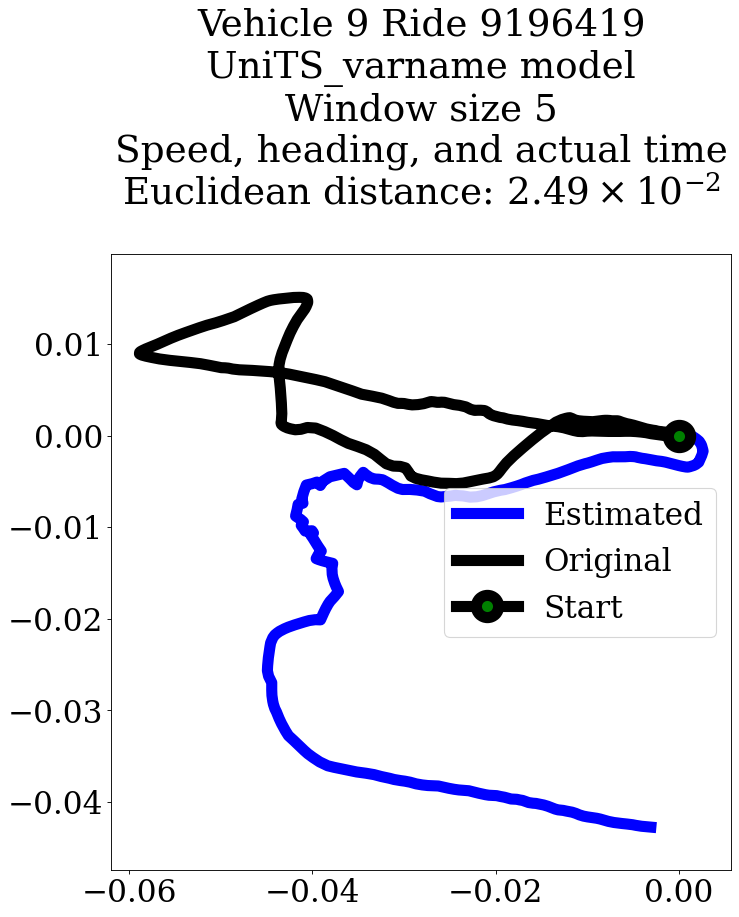 Vehicle 9 Ride 9196419
UniTS_varname model
Window size 5
Speed, heading, and actual time
Euclidean distance: 2.49 × 10⁻²
0.01
0.00
−0.01
−0.02
−0.03
−0.04
Estimated
Original
Start
−0.06 −0.04 −0.02 0.00